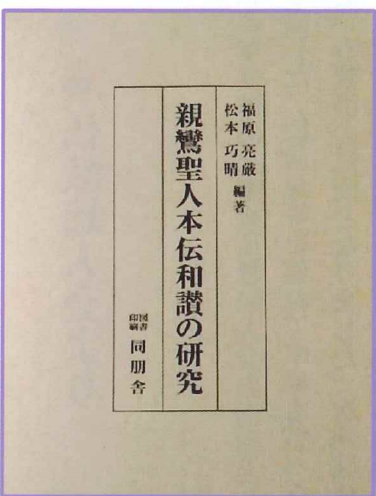 福原亮厳
松本巧晴 編著
親鸞聖人本伝和讃の研究
図書
印刷 同朋舎